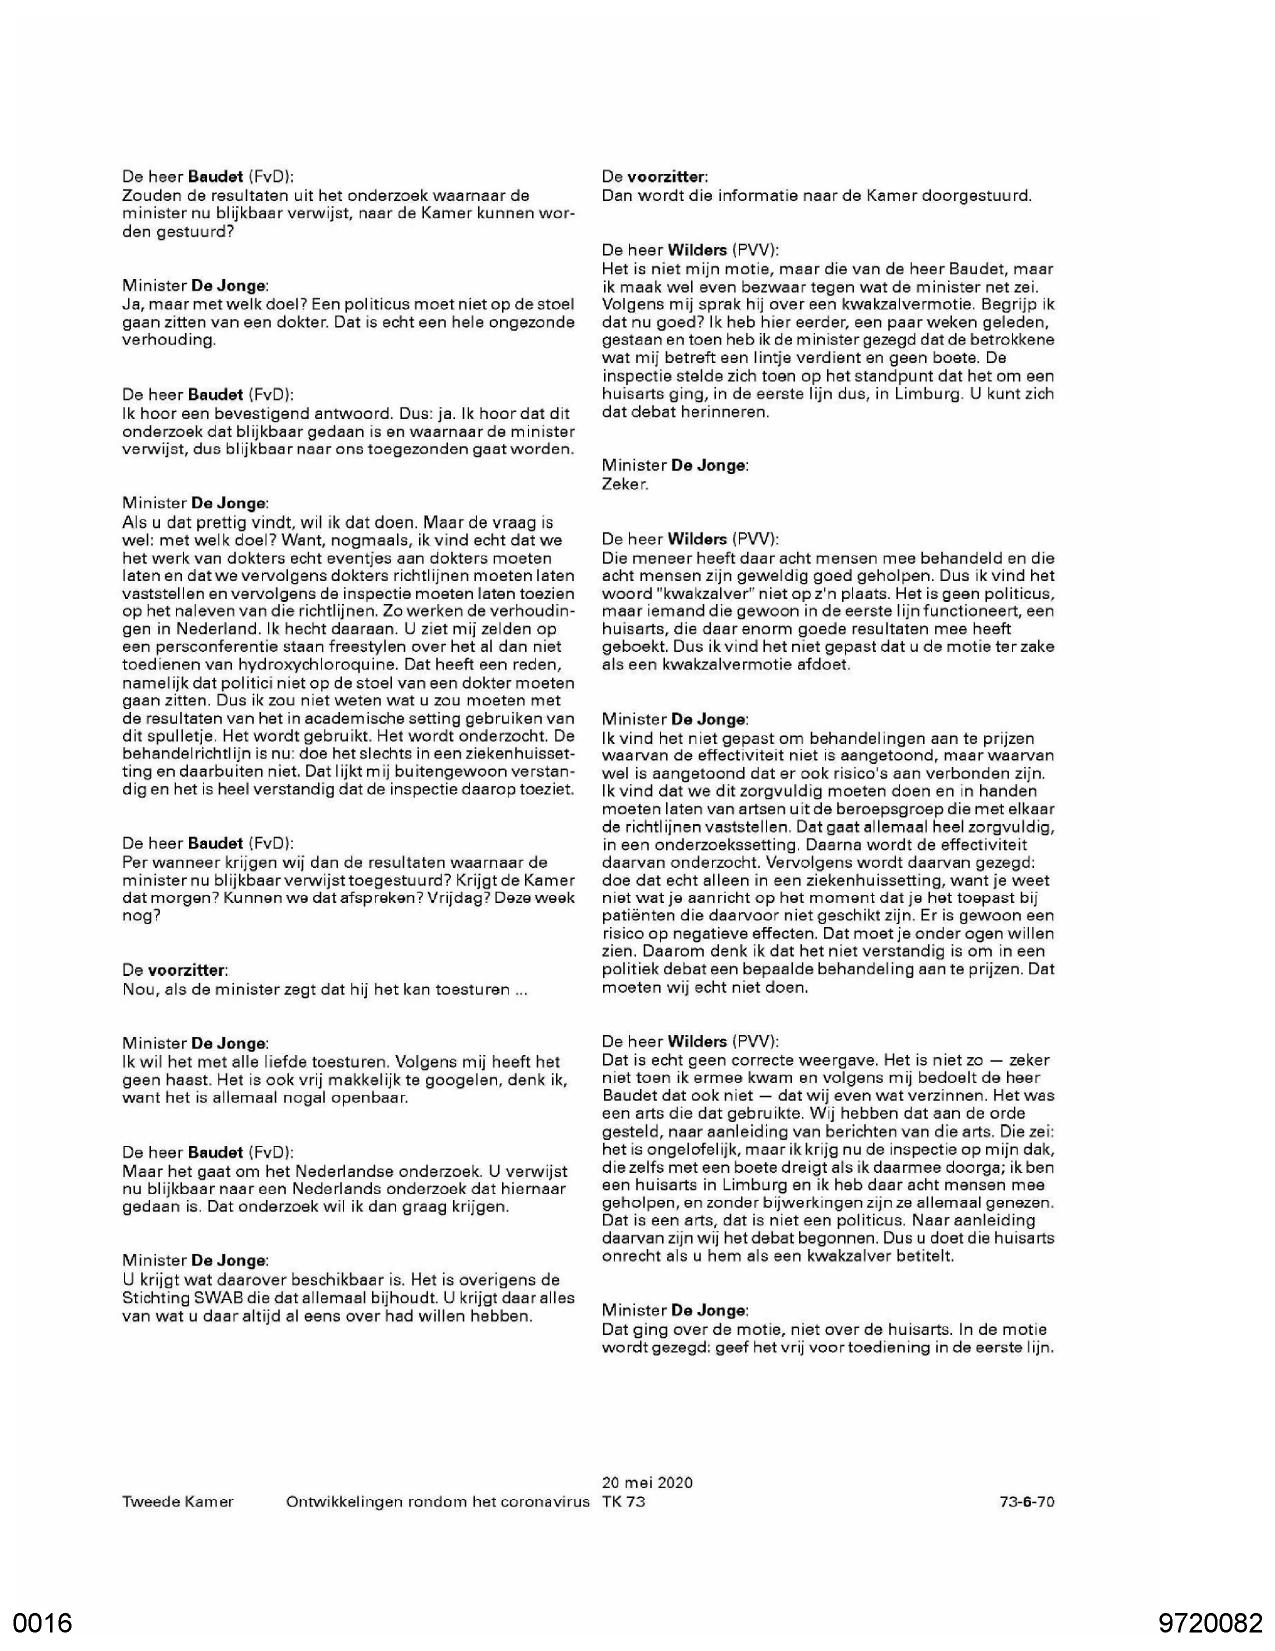 De heer Baudet (FvD):
Zouden de resultaten uit het onderzoek waarnaar de
minister nu blijkbaar verwijst, naar de Kamer kunnen wor-
den gestuurd?
Minister De Jonge:
Ja, maar met welk doel? Een politicus moet niet op de stoel
gaan zitten van een dokter. Dat is echt een hele ongezonde
verhouding.
De heer Baudet (FvD):
Ik hoor een bevestigend antwoord. Dus: ja. Ik hoor dat dit
onderzoek dat blijkbaar gedaan is en waarnaar de minister
verwijst, dus blijkbaar naar ons toegezonden gaat worden.
Minister De Jonge:
Als u dat prettig vindt, wil ik dat doen. Maar de vraag is
wel: met welk doel? Want, nogmaals, ik vind echt dat we
het werk van dokters echt eventjes aan dokters moeten
laten en dat we vervolgens dokters richtlijnen moeten laten
vaststellen en vervolgens de inspectie moeten laten toezien
op het naleven van die richtlijnen. Zo werken de verhoudin-
gen in Nederland. Ik hecht daaraan. U ziet mij zelden op
een persconferentie staan freestylen over het al dan niet
toedienen van hydroxychloroquine. Dat heeft een reden,
namelijk dat politici niet op de stoel van een dokter moeten
gaan zitten. Dus ik zou niet weten wat u zou moeten met
de resultaten van het in academische setting gebruiken van
dit spulletje. Het wordt gebruikt. Het wordt onderzocht. De
behandelrichtlijn is nu: doe het slechts in een ziekenhuisset-
ting en daarbuiten niet. Dat lijkt mij buitengewoon verstan-
dig en het is heel verstandig dat de inspectie daarop toeziet.
De heer Baudet (FvD):
Per wanneer krijgen wij dan de resultaten waarnaar de
minister nu blijkbaar verwijst toegestuurd? Krijgt de Kamer
dat morgen? Kunnen we dat afspreken? Vrijdag? Deze week
nog?
De voorzitter:
Nou, als de minister zegt dat hij het kan toesturen ...
Minister De Jonge:
Ik wil het met alle liefde toesturen. Volgens mij heeft het
geen haast. Het is ook vrij makkelijk te googelen, denk ik,
want het is allemaal nogal openbaar.
De heer Baudet (FvD):
Maar het gaat om het Nederlandse onderzoek. U verwijst
nu blijkbaar naar een Nederlands onderzoek dat hiernaar
gedaan is. Dat onderzoek wil ik dan graag krijgen.
Minister De Jonge:
U krijgt wat daarover beschikbaar is. Het is overigens de
Stichting SWAB die dat allemaal bijhoudt. U krijgt daar alles
van wat u daar altijd al eens over had willen hebben.
De voorzitter:
Dan wordt die informatie naar de Kamer doorgestuurd.
De heer Wilders (PVV):
Het is niet mijn motie, maar die van de heer Baudet, maar
ik maak wel even bezwaar tegen wat de minister net zei.
Volgens mij sprak hij over een kwakzalvermotie. Begrijp ik
dat nu goed? Ik heb hier eerder, een paar weken geleden,
gestaan en toen heb ik de minister gezegd dat de betrokkene
wat mij betreft een lintje verdient en geen boete. De
inspectie stelde zich toen op het standpunt dat het om een
huisarts ging, in de eerste lijn dus, in Limburg. U kunt zich
dat debat herinneren.
Minister De Jonge:
Zeker.
De heer Wilders (PVV):
Die meneer heeft daar acht mensen mee behandeld en die
acht mensen zijn geweldig goed geholpen. Dus ik vind het
woord "kwakzalver" niet op z'n plaats. Het is geen politicus,
maar iemand die gewoon in de eerste lijn functioneert, een
huisarts, die daar enorm goede resultaten mee heeft
geboekt. Dus ik vind het niet gepast dat u de motie ter zake
als een kwakzalvermotie afdoet.
Minister De Jonge:
Ik vind het niet gepast om behandelingen aan te prijzen
waarvan de effectiviteit niet is aangetoond, maar waarvan
wel is aangetoond dat er ook risico's aan verbonden zijn.
Ik vind dat we dit zorgvuldig moeten doen en in handen
moeten laten van artsen uit de beroepsgroep die met elkaar
de richtlijnen vaststellen. Dat gaat allemaal heel zorgvuldig,
in een onderzoekssetting. Daarna wordt de effectiviteit
daarvan onderzocht. Vervolgens wordt daarvan gezegd:
doe dat echt alleen in een ziekenhuissetting, want je weet
niet wat je aanricht op het moment dat je het toepast bij
patiënten die daarvoor niet geschikt zijn. Er is gewoon een
risico op negatieve effecten. Dat moet je onder ogen willen
zien. Daarom denk ik dat het niet verstandig is om in een
politiek debat een bepaalde behandeling aan te prijzen. Dat
moeten wij echt niet doen.
De heer Wilders (PVV):
Dat is echt geen correcte weergave. Het is niet zo — zeker
niet toen ik ermee kwam en volgens mij bedoelt de heer
Baudet dat ook niet — dat wij even wat verzinnen. Het was
een arts die dat gebruikte. Wij hebben dat aan de orde
gesteld, naar aanleiding van berichten van die arts. Die zei:
het is ongelofelijk, maar ik krijg nu de inspectie op mijn dak,
die zelfs met een boete dreigt als ik daarmee doorga; ik ben
een huisarts in Limburg en ik heb daar acht mensen mee
geholpen, en zonder bijwerkingen zijn ze allemaal genezen.
Dat is een arts, dat is niet een politicus. Naar aanleiding
daarvan zijn wij het debat begonnen. Dus u doet die huisarts
onrecht als u hem als een kwakzalver betitelt.
Minister De Jonge:
Dat ging over de motie, niet over de huisarts. In de motie
wordt gezegd: geef het vrij voor toediening in de eerste lijn.
20 mei 2020
Tweede Kamer Ontwikkelingen rondom het coronavirus TK 73 73-6-70
0016 9720082